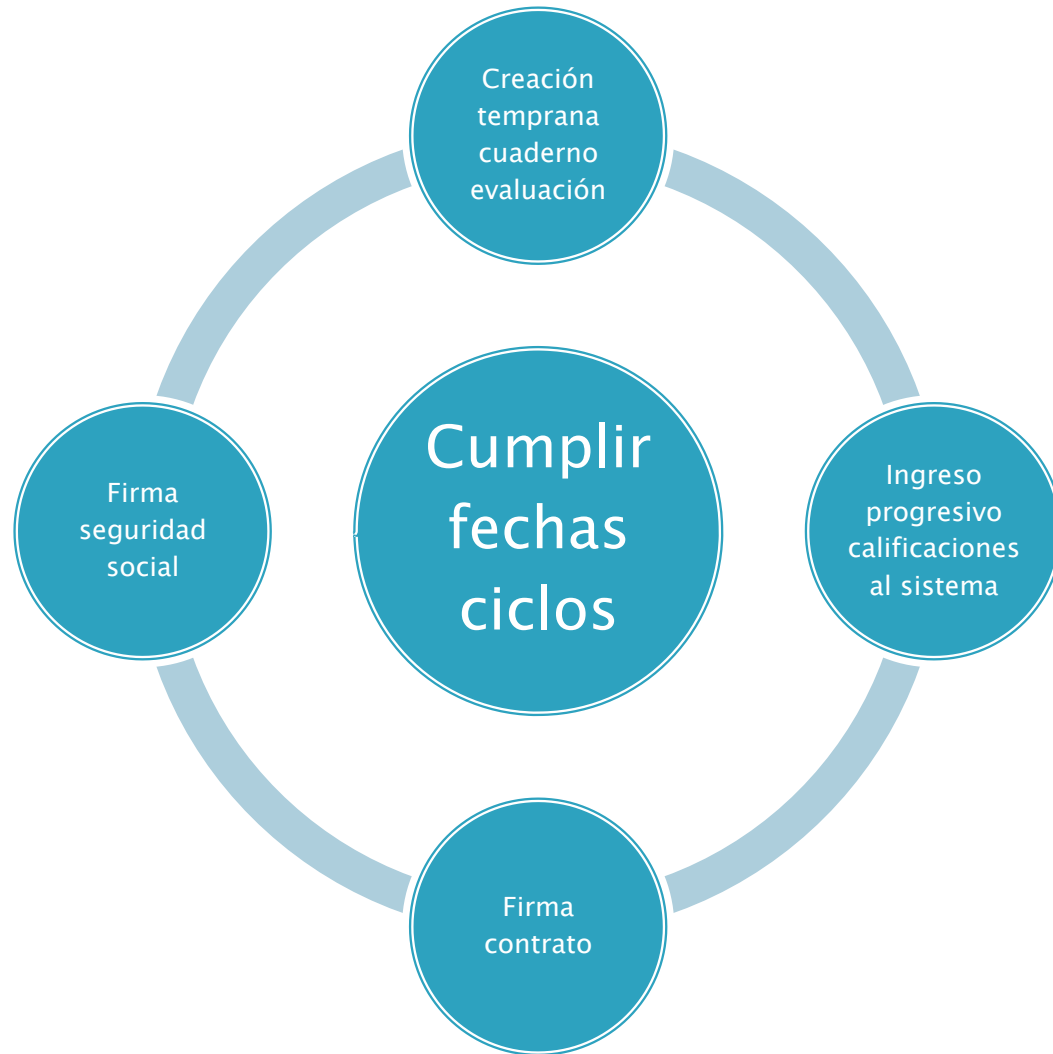 Creación
temprana
cuaderno
evaluación
Cumplir
fechas
ciclos
Ingreso
progresivo
calificaciones
al sistema
Firma
seguridad
social
Firma
contrato